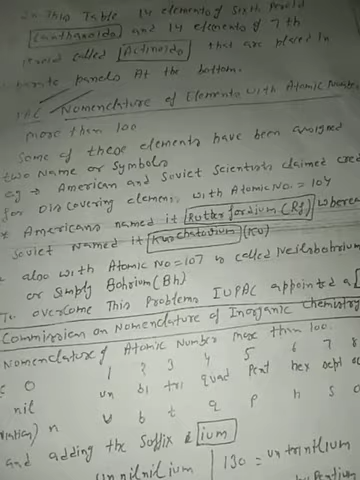 In This Table 14 elements of Sixth Period
[Lanthanoids] and 14 elements of 7th
Period called [Actinoids] that are placed In
separate panels At the bottom.
Nomenclature of Elements with Atomic Number
more than 100
Some of these elements have been assigned
two Name or Symbols
eg → American and Soviet Scientists claimed cred
for Discovering element with Atomic No. = 104
* Americans named it Rutherfordium (Rf) whereas
Soviet Named it Kurchatovium (KU)
also with Atomic No = 107 is called Neilsbohrium
or Simply Bohrium (Bh)
To overcome This Problem IUPAC appointed a
Commission on Nomenclature of Inorganic Chemistry
Nomenclature of Atomic Number more than 100.
0 1 2 3 4 5 6 7 8
nil un bi tri quad Pent hex sept oc
n u b t q p h s o
and adding the suffix ium
unnilnilium 130 = untrinilium